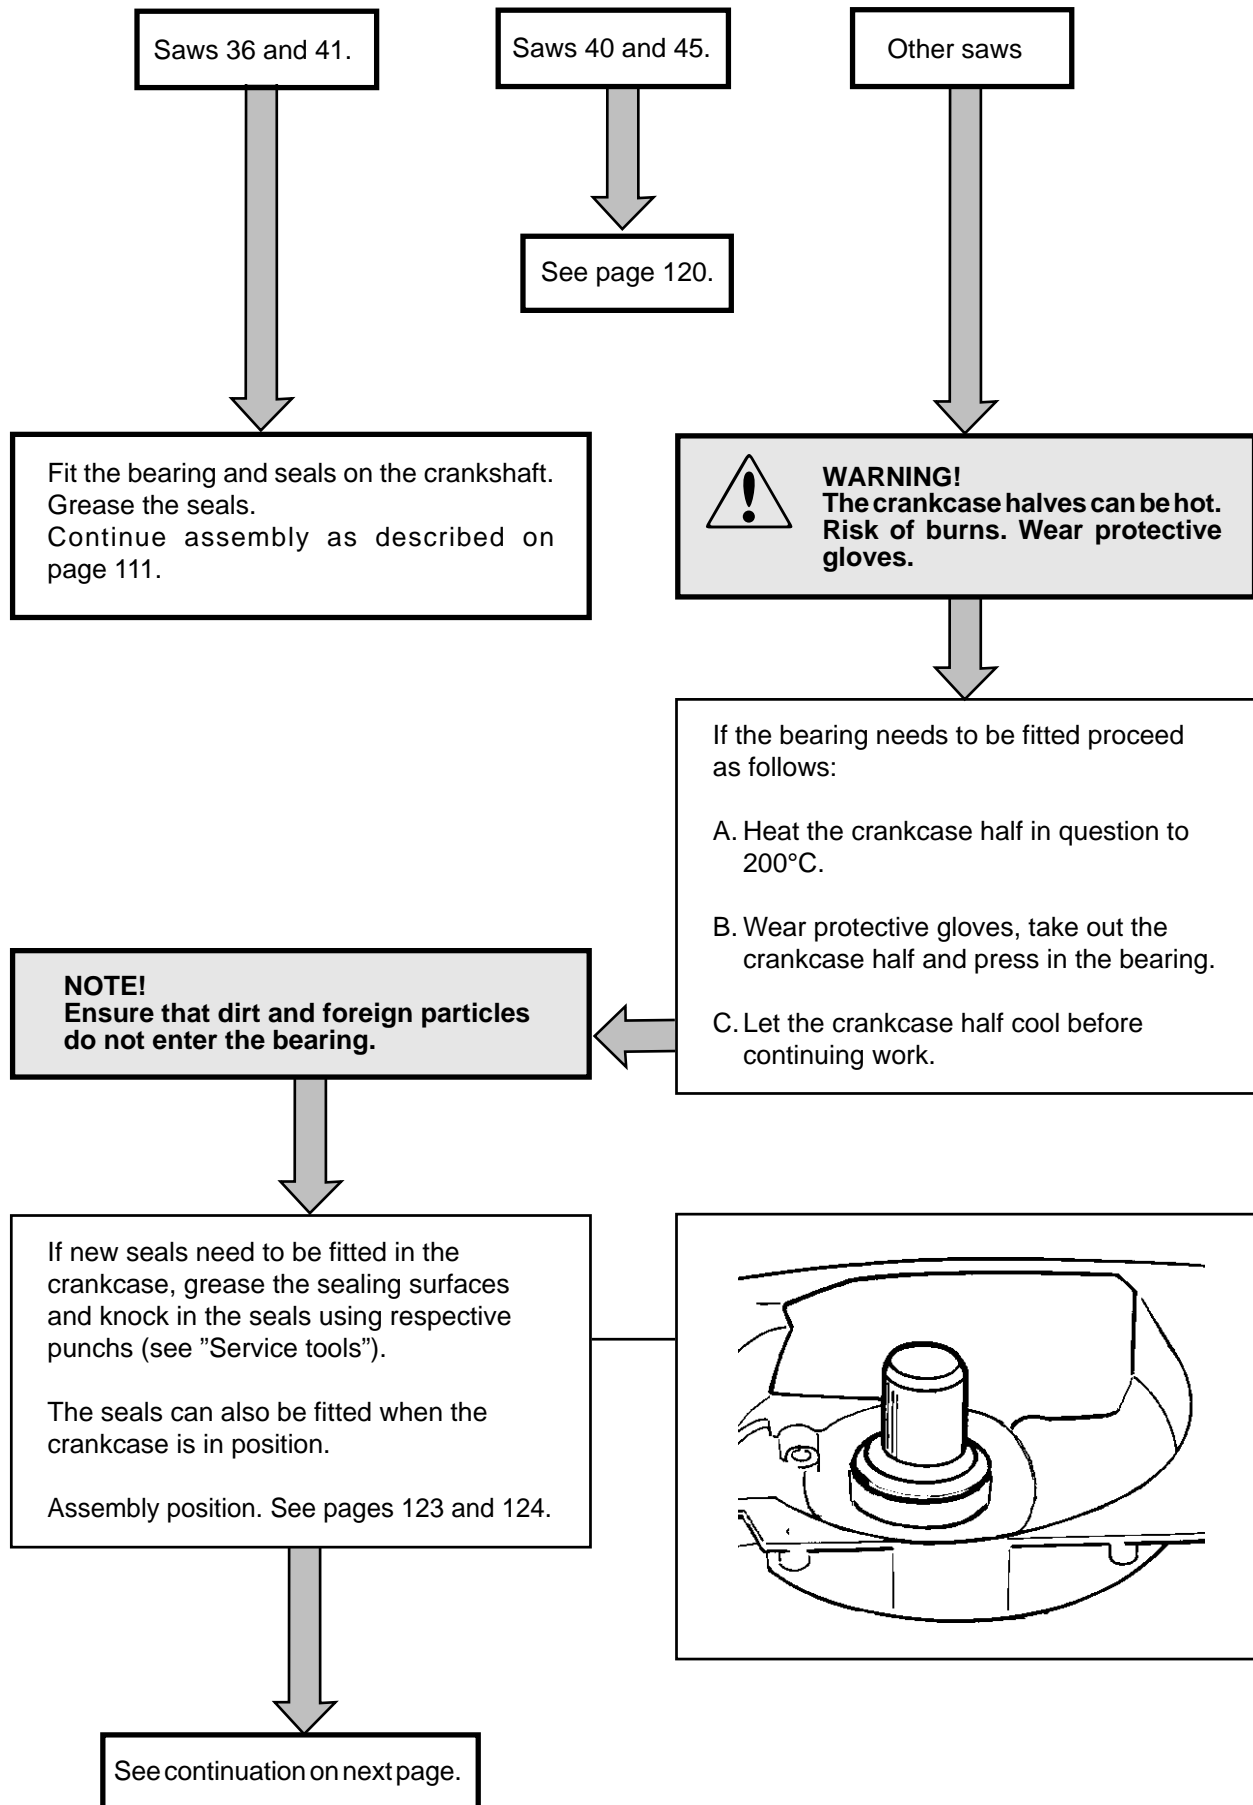 Saws 36 and 41.
Saws 40 and 45.
Other saws
See page 120.
Fit the bearing and seals on the crankshaft.
Grease the seals.
Continue assembly as described on
page 111.
WARNING!
The crankcase halves can be hot.
Risk of burns. Wear protective
gloves.
If the bearing needs to be fitted proceed
as follows:
A. Heat the crankcase half in question to
200°C.
B. Wear protective gloves, take out the
crankcase half and press in the bearing.
C. Let the crankcase half cool before
continuing work.
NOTE!
Ensure that dirt and foreign particles
do not enter the bearing.
If new seals need to be fitted in the
crankcase, grease the sealing surfaces
and knock in the seals using respective
punchs (see ”Service tools”).
The seals can also be fitted when the
crankcase is in position.
Assembly position. See pages 123 and 124.
See continuation on next page.